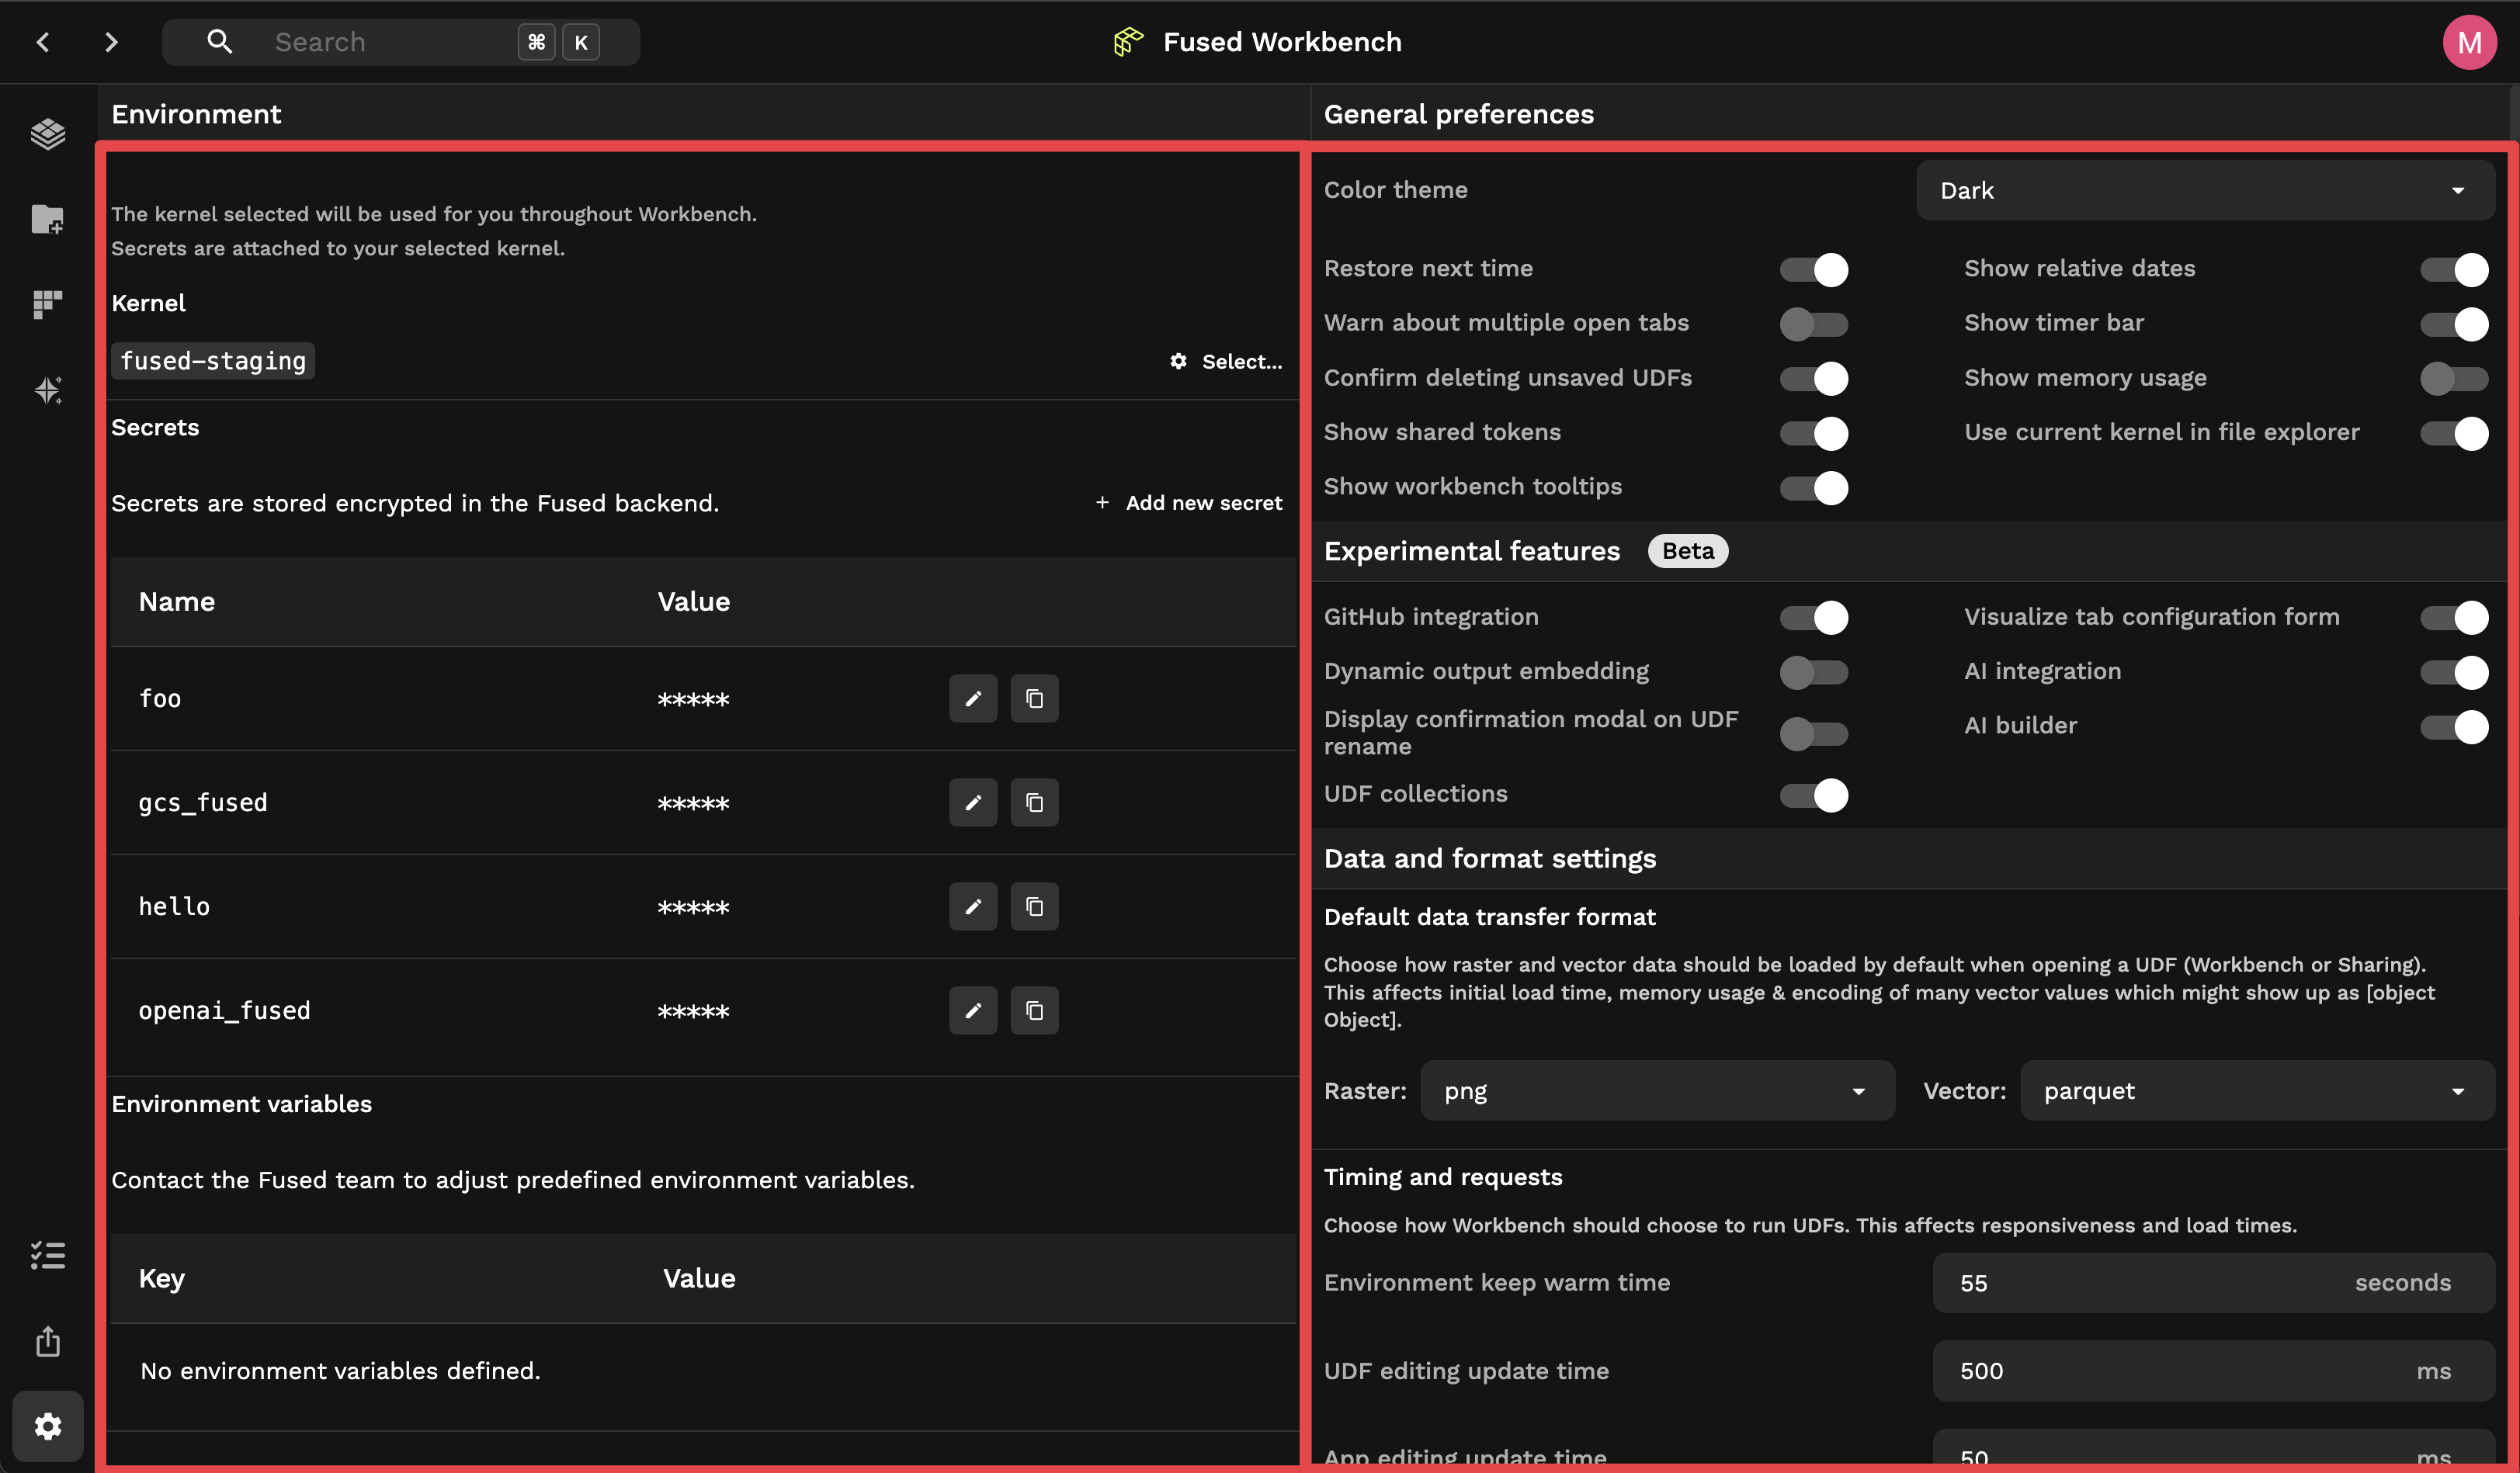 Search ⌘ K
Fused Workbench
M
Environment
The kernel selected will be used for you throughout Workbench.
Secrets are attached to your selected kernel.
Kernel
fused-staging
Select...
Secrets
Secrets are stored encrypted in the Fused backend.
+ Add new secret
Name Value
foo *****
gcs_fused *****
hello *****
openai_fused *****
Environment variables
Contact the Fused team to adjust predefined environment variables.
Key Value
No environment variables defined.
General preferences
Color theme Dark
Restore next time Show relative dates
Warn about multiple open tabs Show timer bar
Confirm deleting unsaved UDFs Show memory usage
Show shared tokens Use current kernel in file explorer
Show workbench tooltips
Experimental features Beta
GitHub integration Visualize tab configuration form
Dynamic output embedding AI integration
Display confirmation modal on UDF
rename
AI builder
UDF collections
Data and format settings
Default data transfer format
Choose how raster and vector data should be loaded by default when opening a UDF (Workbench or Sharing).
This affects initial load time, memory usage & encoding of many vector values which might show up as [object
Object].
Raster: png Vector: parquet
Timing and requests
Choose how Workbench should choose to run UDFs. This affects responsiveness and load times.
Environment keep warm time 55 seconds
UDF editing update time 500 ms
App editing update time 50 ms